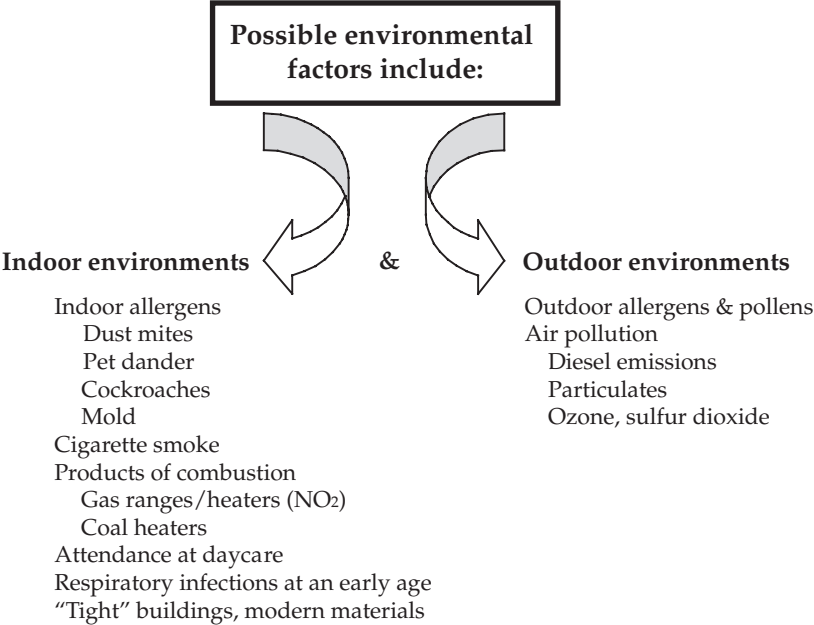 Possible environmental
factors include:
Indoor environments
&
Outdoor environments
Indoor allergens
Dust mites
Pet dander
Cockroaches
Mold
Cigarette smoke
Products of combustion
Gas ranges/heaters (NO2)
Coal heaters
Attendance at daycare
Respiratory infections at an early age
“Tight” buildings, modern materials
Outdoor allergens & pollens
Air pollution
Diesel emissions
Particulates
Ozone, sulfur dioxide